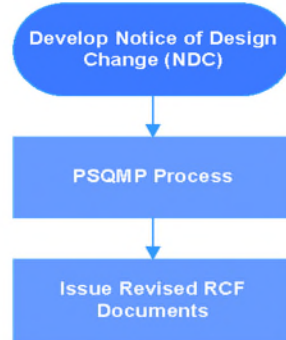 Develop Notice of Design
Change (NDC)
PSQMP Process
Issue Revised RCF
Documents